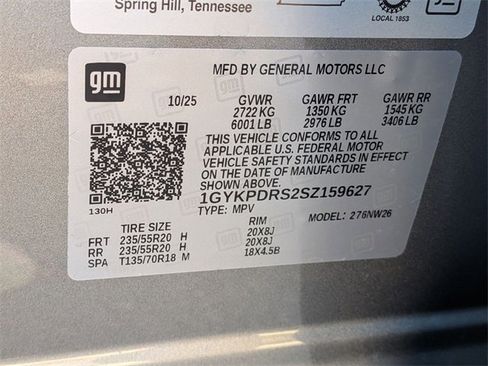 Spring Hill, Tennessee
LOCAL 1853
gm
MFD BY GENERAL MOTORS LLC
10/25 GVWR GAWR FRT GAWR RR
2722 KG 1350 KG 1545 KG
6001 LB 2976 LB 3406 LB
THIS VEHICLE CONFORMS TO ALL
APPLICABLE U.S. FEDERAL MOTOR
VEHICLE SAFETY STANDARDS IN EFFECT
ON THE DATE OF MANUFACTURE
SHOWN ABOVE.
1GYKPDRS2SZ159627
130H
TYPE: MPV MODEL: 276NW26
TIRE SIZE RIM
FRT 235/55R20 H 20X8J
RR 235/55R20 H 20X8J
SPA T135/70R18 M 18X4.5B